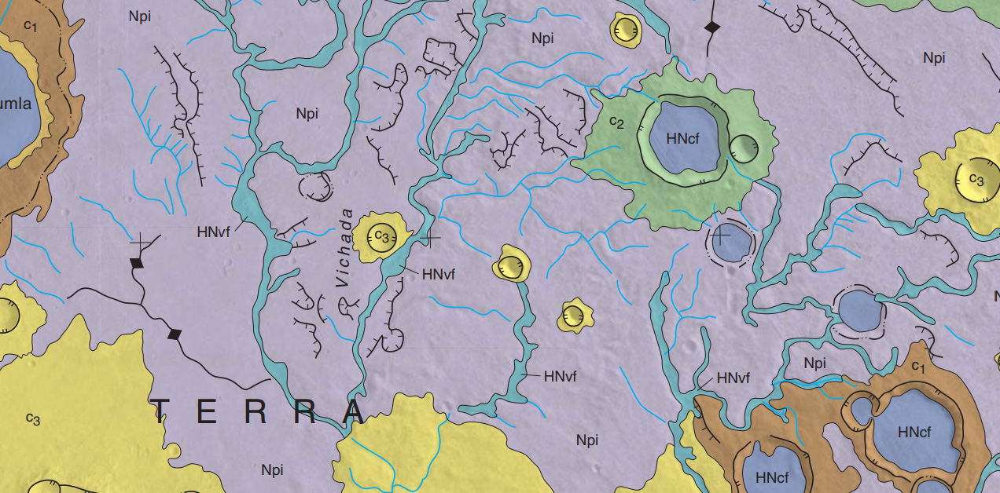 c1
Npi
Npi
Npi
umla
Npi
c2
HNcf
c3
HNvf
Vichada
c3
HNvf
Npi
c1
HNvf
HNvf
c3
TERRA
HNcf
Npi
Npi
HNcf